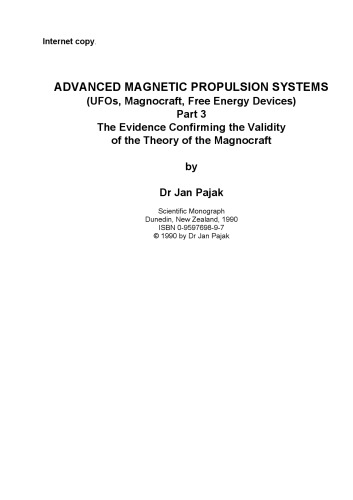 Internet copy.
ADVANCED MAGNETIC PROPULSION SYSTEMS
(UFOs, Magnocraft, Free Energy Devices)
Part 3
The Evidence Confirming the Validity
of the Theory of the Magnocraft
by
Dr Jan Pajak
Scientific Monograph
Dunedin, New Zealand, 1990
ISBN 0-9597698-9-7
© 1990 by Dr Jan Pajak